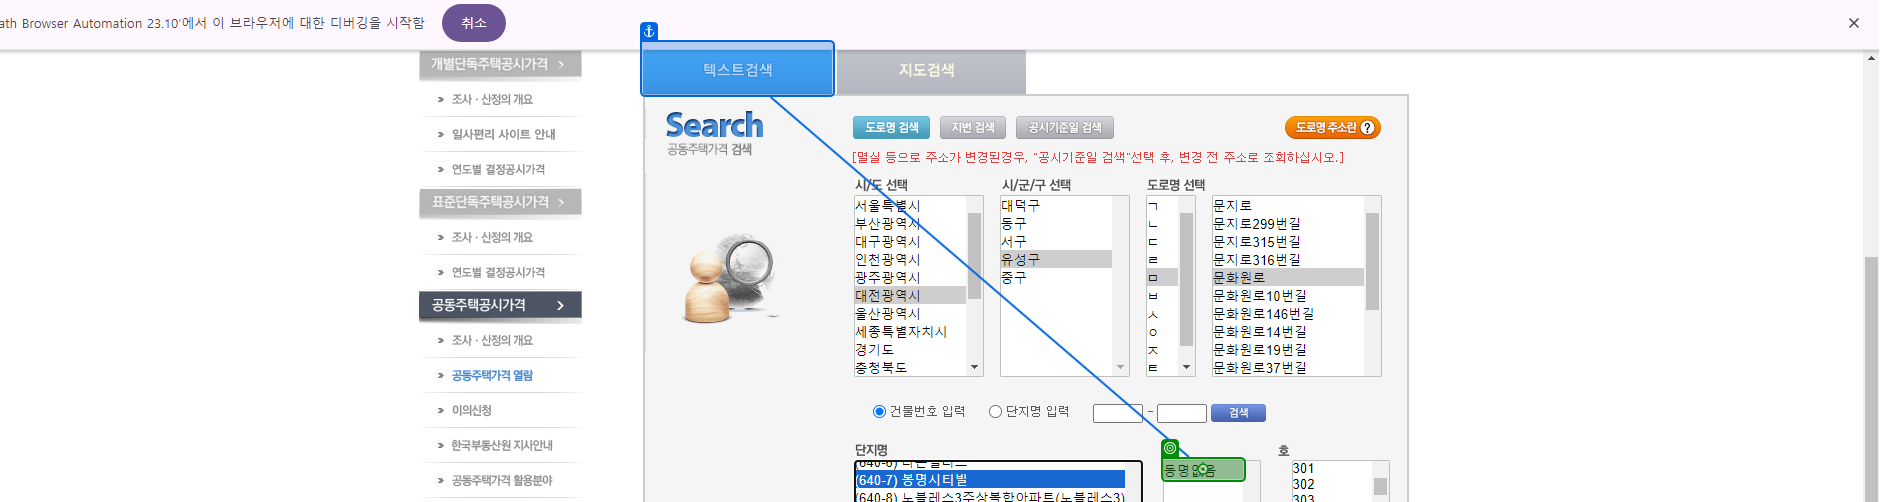 ath Browser Automation 23.10'에서 이 브라우저에 대한 디버깅을 시작함
취소
개별단독주택공시가격
조사 · 산정의 개요
일사편리 사이트 안내
연도별 결정공시가격
표준단독주택공시가격
조사 · 산정의 개요
연도별 결정공시가격
공동주택공시가격
조사 · 산정의 개요
공동주택가격 열람
이의신청
한국부동산원 지사안내
공동주택가격 활용분야
텍스트검색
지도검색
Search
공동주택가격 검색
도로명 검색
지번 검색
공시기준일 검색
도로명 주소란 ?
[멸실 등으로 주소가 변경된경우, "공시기준일 검색"선택 후, 변경 전 주소로 조회하십시오.]
시/도 선택
서울특별시
부산광역시
대구광역시
인천광역시
광주광역시
대전광역시
울산광역시
세종특별자치시
경기도
충청북도
시/군/구 선택
대덕구
동구
서구
유성구
중구
도로명 선택
ㄱ
ㄴ
ㄷ
ㄹ
ㅁ
ㅂ
ㅅ
ㅇ
ㅈ
ㅌ
문지로
문지로299번길
문지로315번길
문지로316번길
문화원로
문화원로10번길
문화원로146번길
문화원로14번길
문화원로19번길
문화원로37번길
건물번호 입력
단지명 입력
-
검색
단지명
(640-6)
(640-7) 봉명시티빌
(640-8) 노블레스3주상복합아파트(노블레스3)
동명없음
호
301
302
303